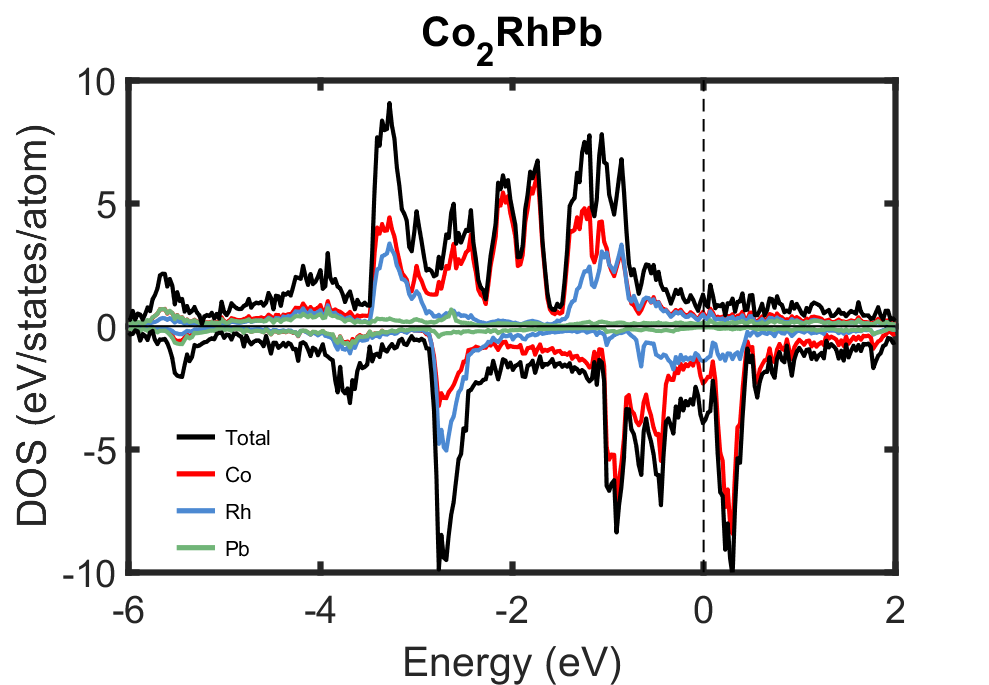 Co2RhPb
10
5
0
-5
-10
DOS (eV/states/atom)
Total
Co
Rh
Pb
-6 -4 -2 0 2
Energy (eV)